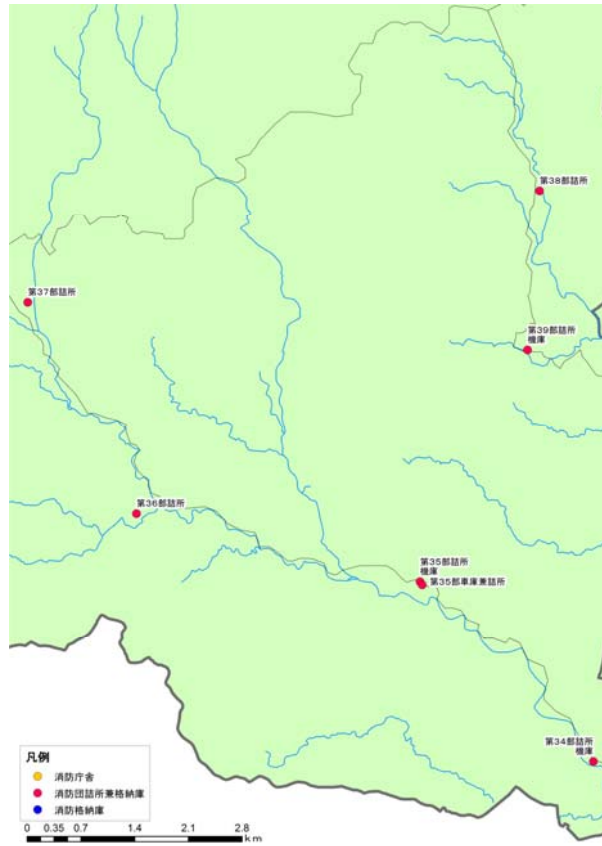 第38部詰所
第37部詰所
第39部詰所
機庫
第36部詰所
第35部詰所
機庫
第35部車庫兼詰所
第34部詰所
機庫
凡例
消防庁舎
消防団詰所兼格納庫
消防格納庫
0 0.35 0.7 1.4 2.1 2.8
km